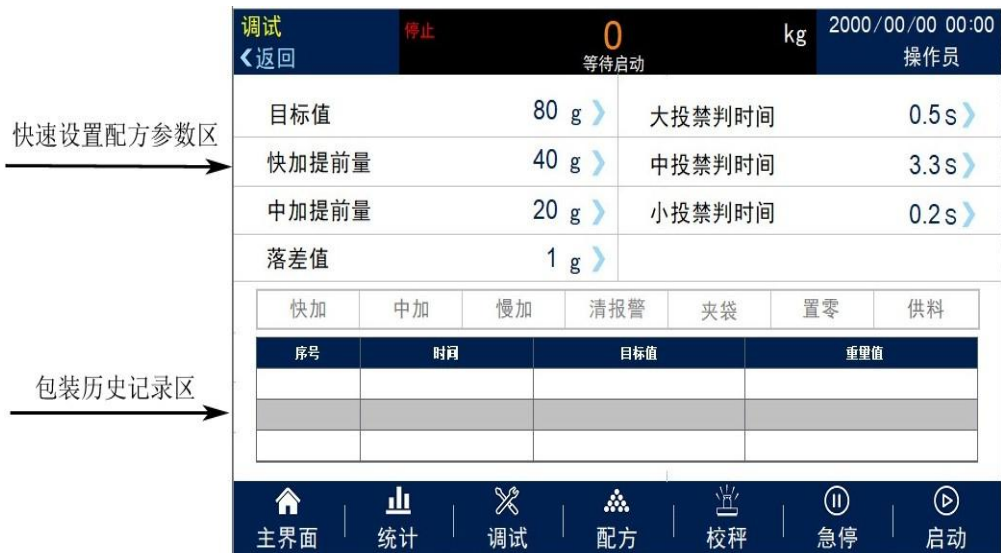 调试 停止 0 kg 2000/00/00 00:00
返回 等待启动 操作员
目标值 80 g 大投禁判时间 0.5 s
快速设置配方参数区
快加提前量 40 g 中投禁判时间 3.3 s
中加提前量 20 g 小投禁判时间 0.2 s
落差值 1 g
快加 中加 慢加 清报警 夹袋 置零 供料
序号 时间 目标值 重量值
包装历史记录区
主界面 统计 调试 配方 校秤 急停 启动